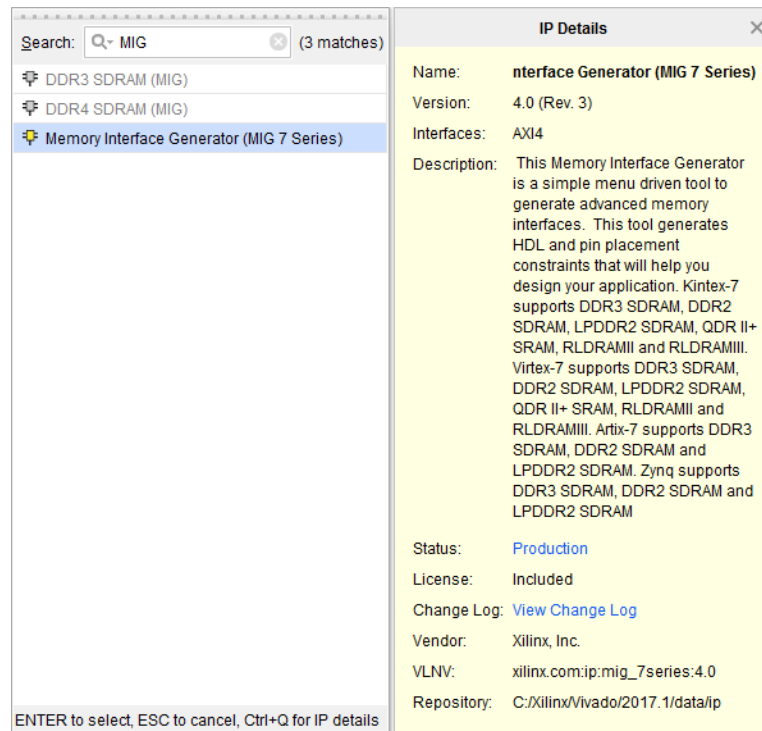 Search: MIG (3 matches)
DDR3 SDRAM (MIG)
DDR4 SDRAM (MIG)
Memory Interface Generator (MIG 7 Series)
ENTER to select, ESC to cancel, Ctrl+Q for IP details
IP Details
Name: nterface Generator (MIG 7 Series)
Version: 4.0 (Rev. 3)
Interfaces: AXI4
Description: This Memory Interface Generator
is a simple menu driven tool to
generate advanced memory
interfaces. This tool generates
HDL and pin placement
constraints that will help you
design your application. Kintex-7
supports DDR3 SDRAM, DDR2
SDRAM, LPDDR2 SDRAM, QDR II+
SRAM, RLDRAMII and RLDRAMIII.
Virtex-7 supports DDR3 SDRAM,
DDR2 SDRAM, LPDDR2 SDRAM,
QDR II+ SRAM, RLDRAMII and
RLDRAMIII. Artix-7 supports DDR3
SDRAM, DDR2 SDRAM and
LPDDR2 SDRAM. Zynq supports
DDR3 SDRAM, DDR2 SDRAM and
LPDDR2 SDRAM
Status: Production
License: Included
Change Log: View Change Log
Vendor: Xilinx, Inc.
VLNV: xilinx.com:ip:mig_7series:4.0
Repository: C:/Xilinx/Vivado/2017.1/data/ip